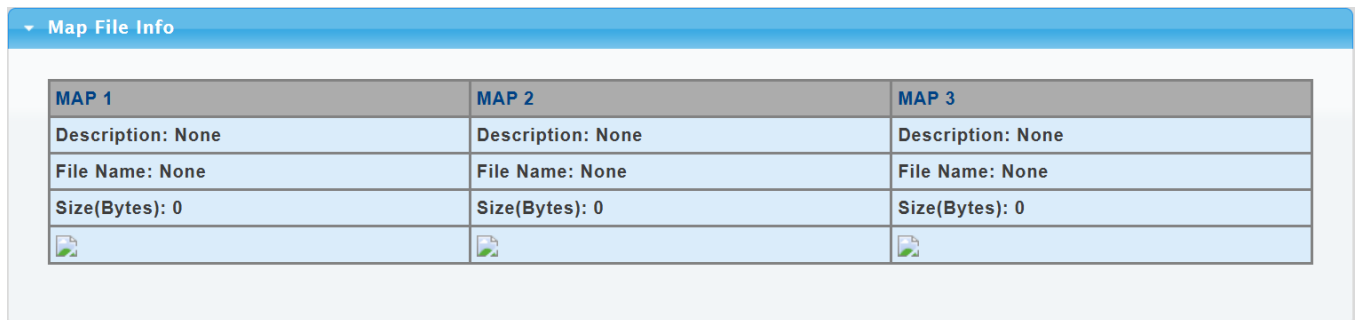 Map File Info
MAP 1 MAP 2 MAP 3
Description: None Description: None Description: None
File Name: None File Name: None File Name: None
Size(Bytes): 0 Size(Bytes): 0 Size(Bytes): 0